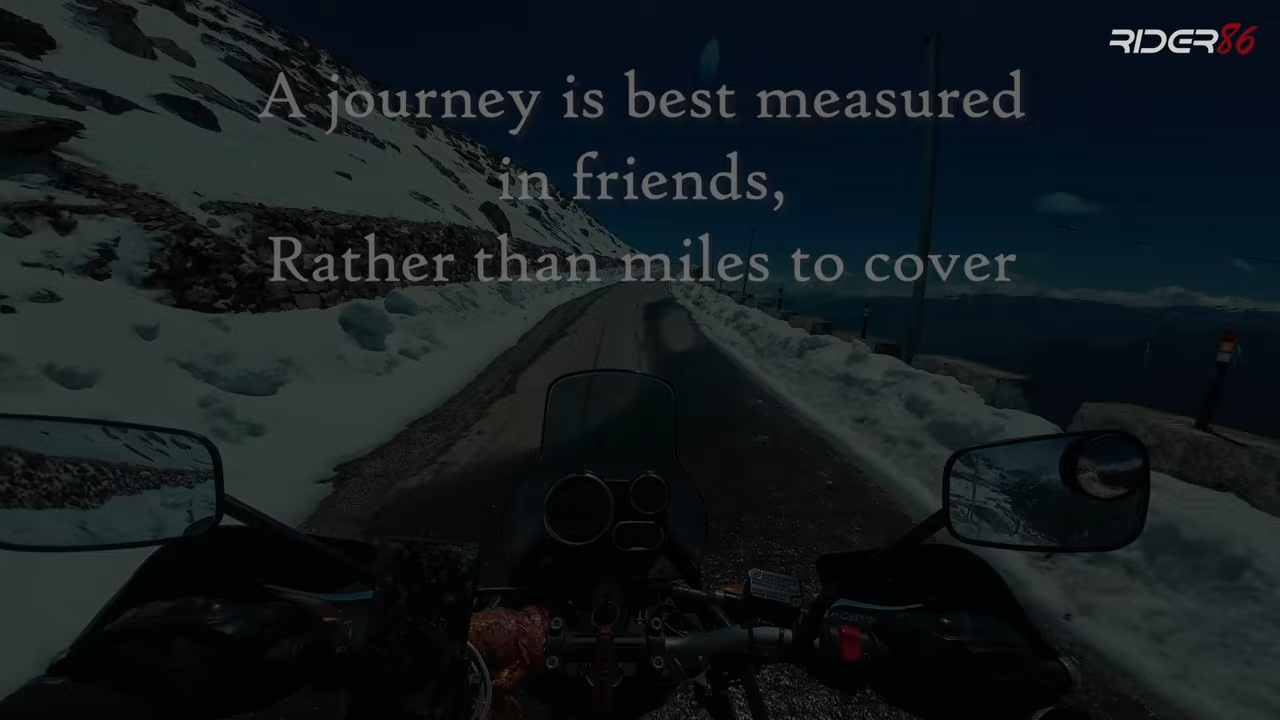 RIDER86
A journey is best measured
in friends,
Rather than miles to cover